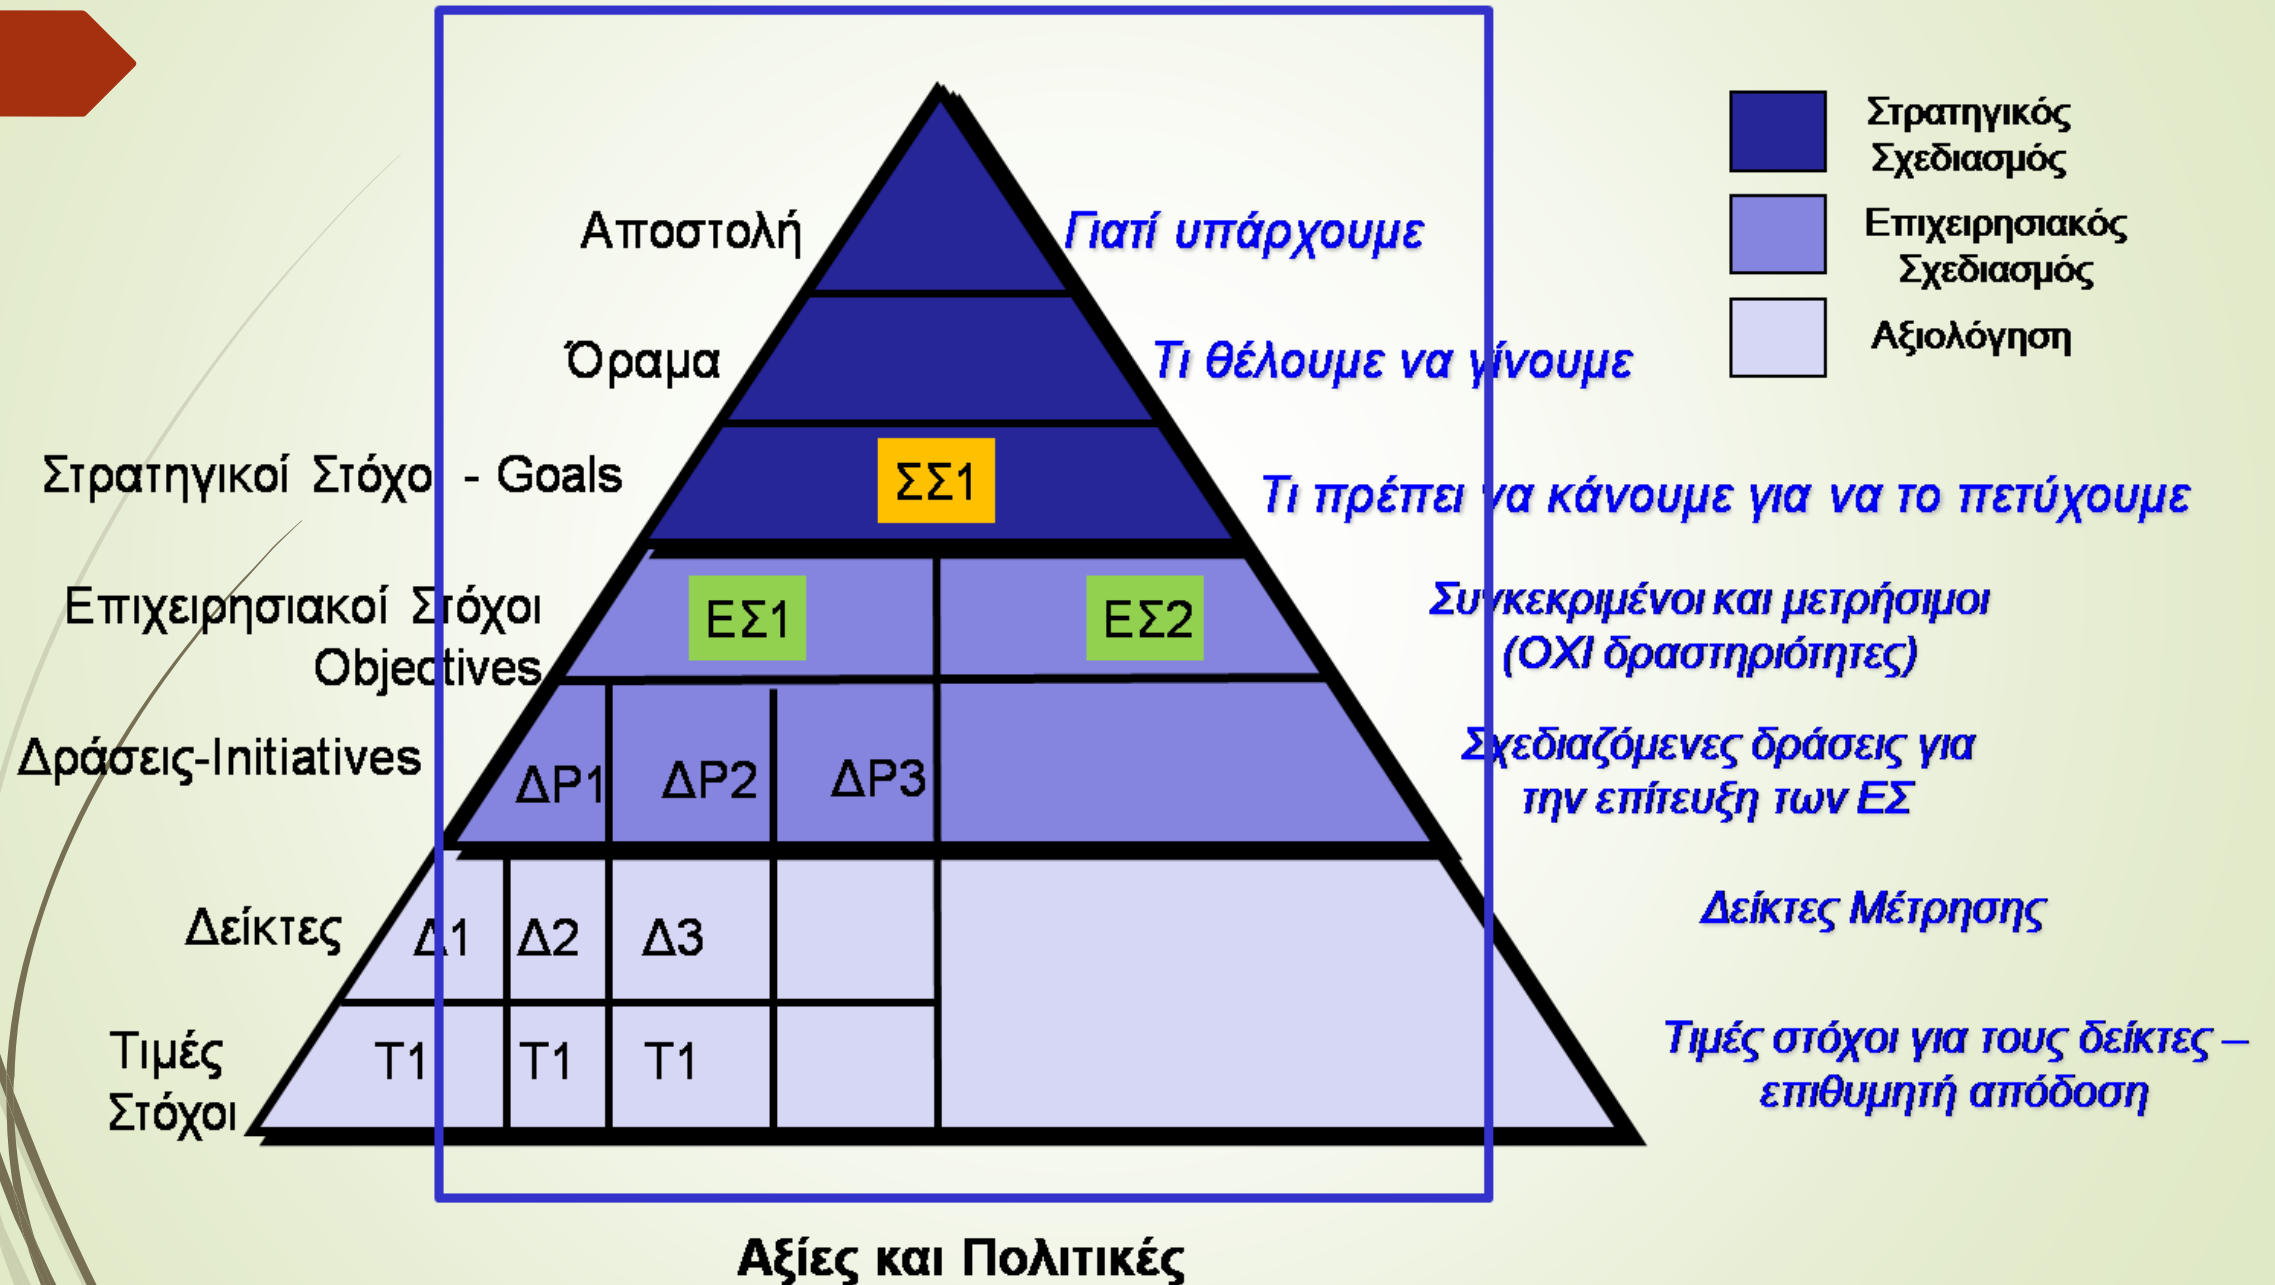 Στρατηγικός
Σχεδιασμός
Επιχειρησιακός
Σχεδιασμός
Αξιολόγηση
Αποστολή
Γιατί υπάρχουμε
Όραμα
Τι θέλουμε να γίνουμε
Στρατηγικοί Στόχο - Goals
ΣΣ1
Τι πρέπει να κάνουμε για να το πετύχουμε
Επιχειρησιακοί Στόχοι
Objectives
ΕΣ1
ΕΣ2
Συγκεκριμένοι και μετρήσιμοι
(ΟΧΙ δραστηριότητες)
Δράσεις-Initiatives
ΔΡ1
ΔΡ2
ΔΡ3
Σχεδιαζόμενες δράσεις για
την επίτευξη των ΕΣ
Δείκτες
Δ1
Δ2
Δ3
Δείκτες Μέτρησης
Τιμές
Στόχοι
Τ1
Τ1
Τ1
Τιμές στόχοι για τους δείκτες –
επιθυμητή απόδοση
Αξίες και Πολιτικές